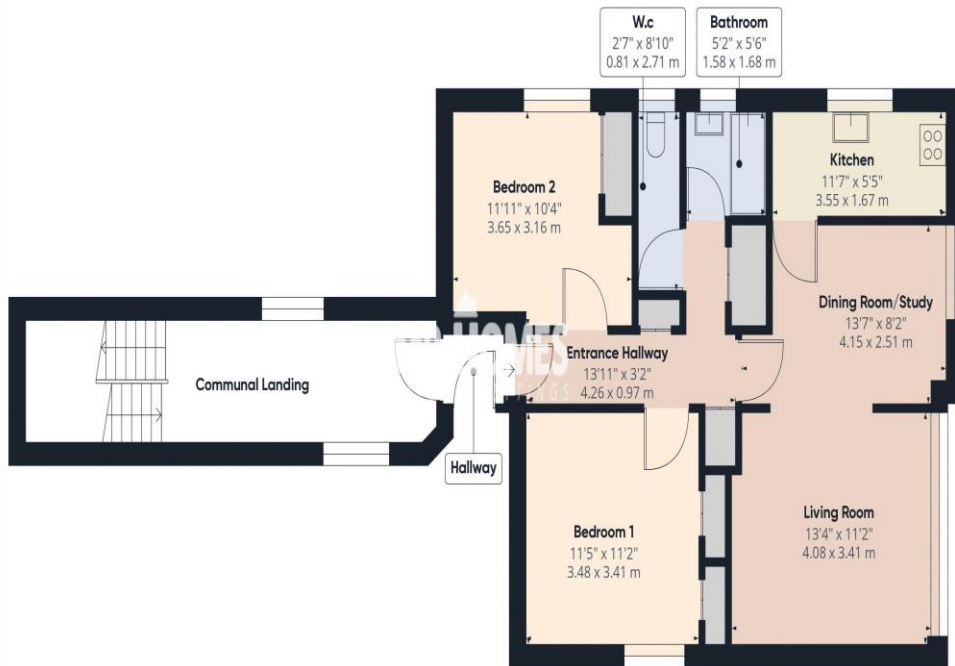 W.c
2'7" x 8'10"
0.81 x 2.71 m
Bathroom
5'2" x 5'6"
1.58 x 1.68 m
Bedroom 2
11'11" x 10'4"
3.65 x 3.16 m
Kitchen
11'7" x 5'5"
3.55 x 1.67 m
Dining Room/Study
13'7" x 8'2"
4.15 x 2.51 m
Communal Landing
HOMES
Entrance Hallway
13'11" x 3'2"
4.26 x 0.97 m
Hallway
Bedroom 1
11'5" x 11'2"
3.48 x 3.41 m
Living Room
13'4" x 11'2"
4.08 x 3.41 m